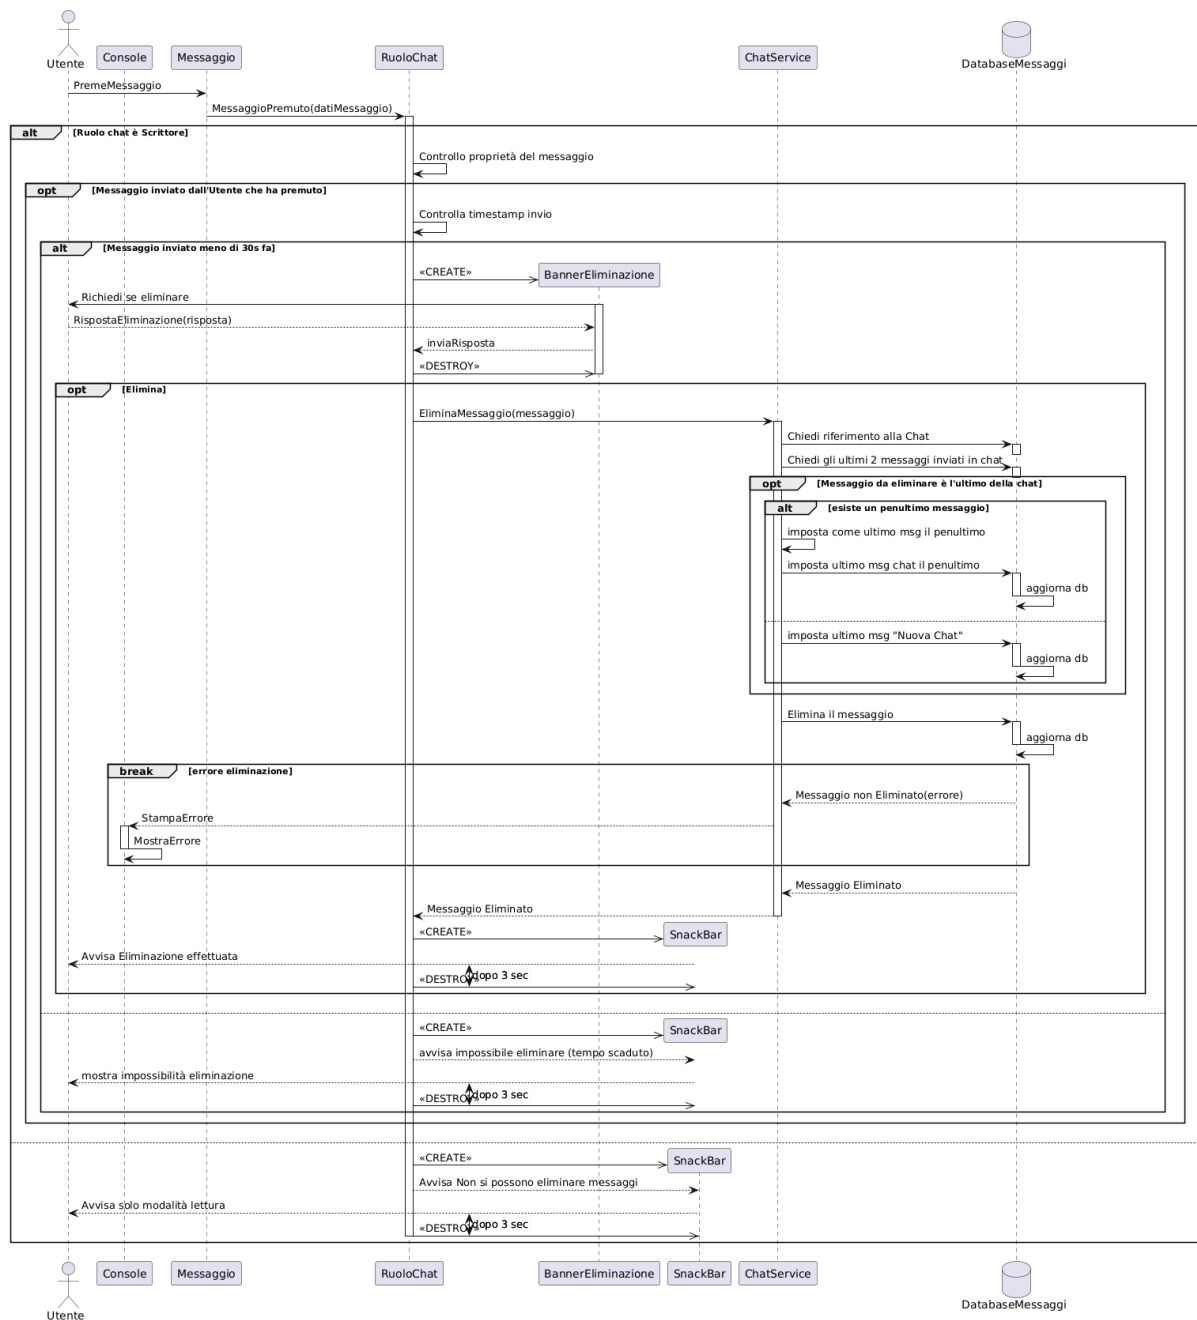 Utente
Console
Messaggio
RuoloChat
ChatService
DatabaseMessaggi
PremeMessaggio
MessaggioPremuto(datiMessaggio)
alt [Ruolo chat è Scrittore]
Controllo proprietà del messaggio
opt [Messaggio inviato dall'Utente che ha premuto]
Controlla timestamp invio
alt [Messaggio inviato meno di 30s fa]
«CREATE»
BannerEliminazione
Richiedi se eliminare
RispostaEliminazione(risposta)
inviaRisposta
«DESTROY»
opt [Elimina]
EliminaMessaggio(messaggio)
Chiedi riferimento alla Chat
Chiedi gli ultimi 2 messaggi inviati in chat
opt [Messaggio da eliminare è l'ultimo della chat]
alt [esiste un penultimo messaggio]
imposta come ultimo msg il penultimo
imposta ultimo msg chat il penultimo
aggiorna db
imposta ultimo msg "Nuova Chat"
aggiorna db
Elimina il messaggio
aggiorna db
break [errore eliminazione]
Messaggio non Eliminato(errore)
StampaErrore
MostraErrore
Messaggio Eliminato
Messaggio Eliminato
«CREATE»
SnackBar
Avvisa Eliminazione effettuata
dopo 3 sec
«DESTROY»
«CREATE»
SnackBar
avvisa impossibile eliminare (tempo scaduto)
mostra impossibilità eliminazione
dopo 3 sec
«DESTROY»
«CREATE»
SnackBar
Avvisa Non si possono eliminare messaggi
Avvisa solo modalità lettura
dopo 3 sec
«DESTROY»
Utente
Console
Messaggio
RuoloChat
BannerEliminazione
SnackBar
ChatService
DatabaseMessaggi